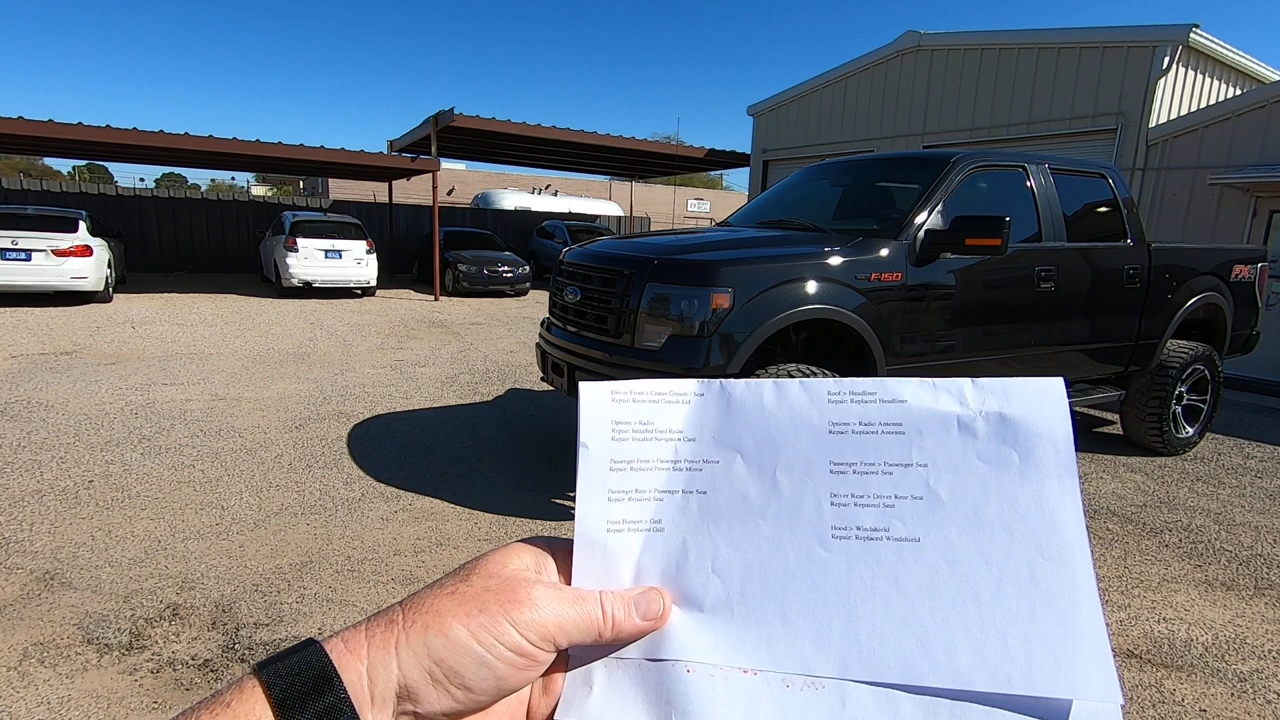 F-150
FX4
Ford
Driver Front > Center Console / Seat
Repair: Recovered Console Lid
Options > Radio
Repair: Installed Used Radio
Repair: Installed Navigation Card
Passenger Front > Passenger Power Mirror
Repair: Replaced Power Side Mirror
Passenger Rear > Passenger Rear Seat
Repair: Repaired Seat
Front Bumper > Grill
Repair: Replaced Grill
Roof > Headliner
Repair: Replaced Headliner
Options > Radio Antenna
Repair: Replaced Antenna
Passenger Front > Passenger Seat
Repair: Repaired Seat
Driver Rear > Driver Rear Seat
Repair: Repaired Seat
Hood > Windshield
Repair: Replaced Windshield